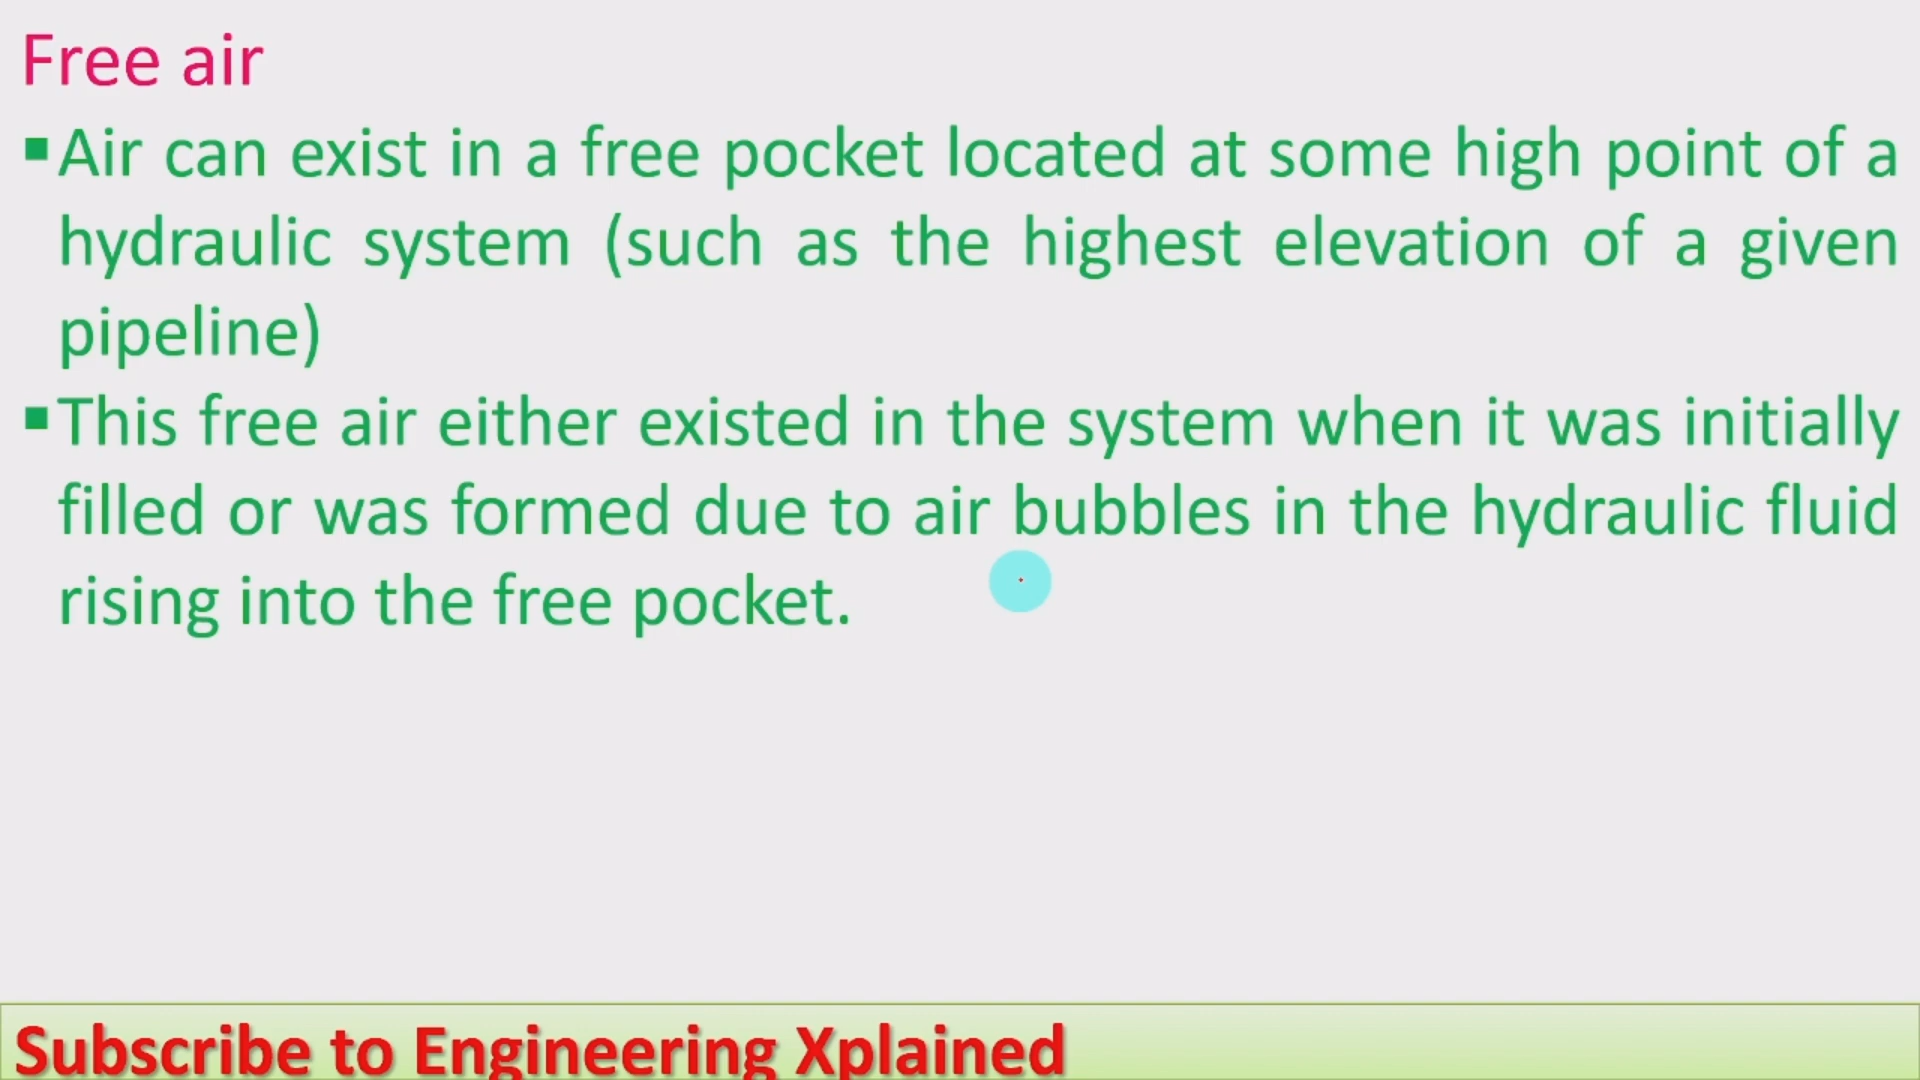 Free air
▪Air can exist in a free pocket located at some high point of a
hydraulic system (such as the highest elevation of a given
pipeline)
▪This free air either existed in the system when it was initially
filled or was formed due to air bubbles in the hydraulic fluid
rising into the free pocket.
Subscribe to Engineering Xplained